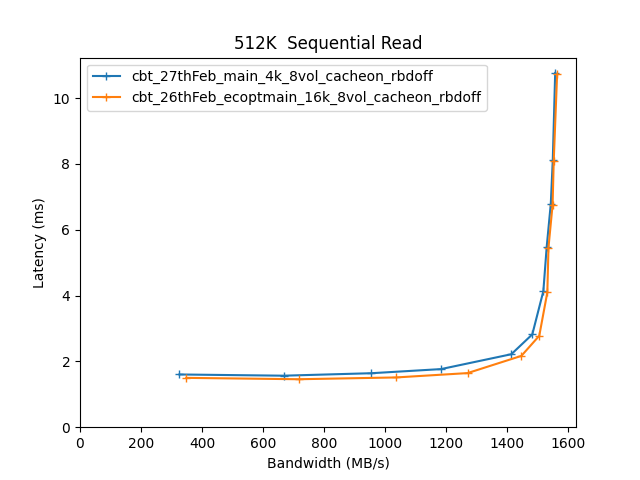 512K  Sequential Read
cbt_27thFeb_main_4k_8vol_cacheon_rbdoff
cbt_26thFeb_ecoptmain_16k_8vol_cacheon_rbdoff
Latency (ms)
10
8
6
4
2
0
0 200 400 600 800 1000 1200 1400 1600
Bandwidth (MB/s)